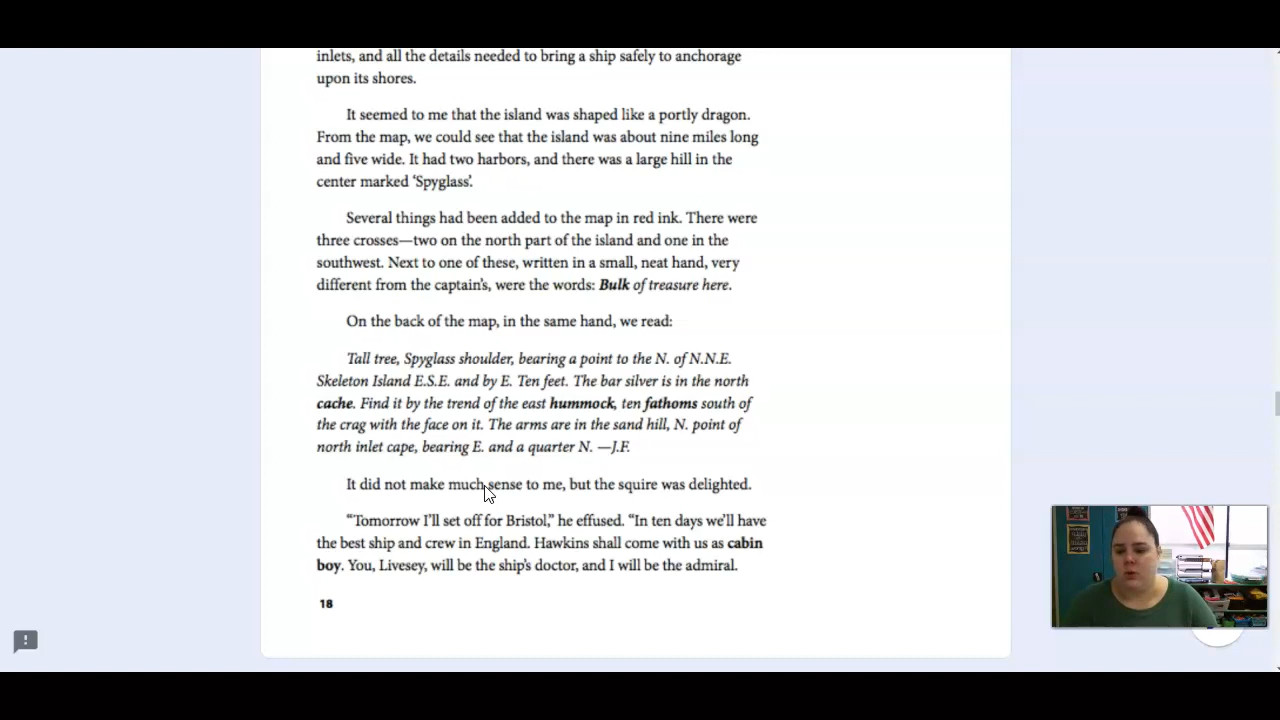 inlets, and all the details needed to bring a ship safely to anchorage
upon its shores.
It seemed to me that the island was shaped like a portly dragon.
From the map, we could see that the island was about nine miles long
and five wide. It had two harbors, and there was a large hill in the
center marked ‘Spyglass’.
Several things had been added to the map in red ink. There were
three crosses—two on the north part of the island and one in the
southwest. Next to one of these, written in a small, neat hand, very
different from the captain’s, were the words: Bulk of treasure here.
On the back of the map, in the same hand, we read:
Tall tree, Spyglass shoulder, bearing a point to the N. of N.N.E.
Skeleton Island E.S.E. and by E. Ten feet. The bar silver is in the north
cache. Find it by the trend of the east hummock, ten fathoms south of
the crag with the face on it. The arms are in the sand hill, N. point of
north inlet cape, bearing E. and a quarter N. —J.F.
It did not make much sense to me, but the squire was delighted.
“Tomorrow I’ll set off for Bristol,” he effused. “In ten days we’ll have
the best ship and crew in England. Hawkins shall come with us as cabin
boy. You, Livesey, will be the ship’s doctor, and I will be the admiral.
18